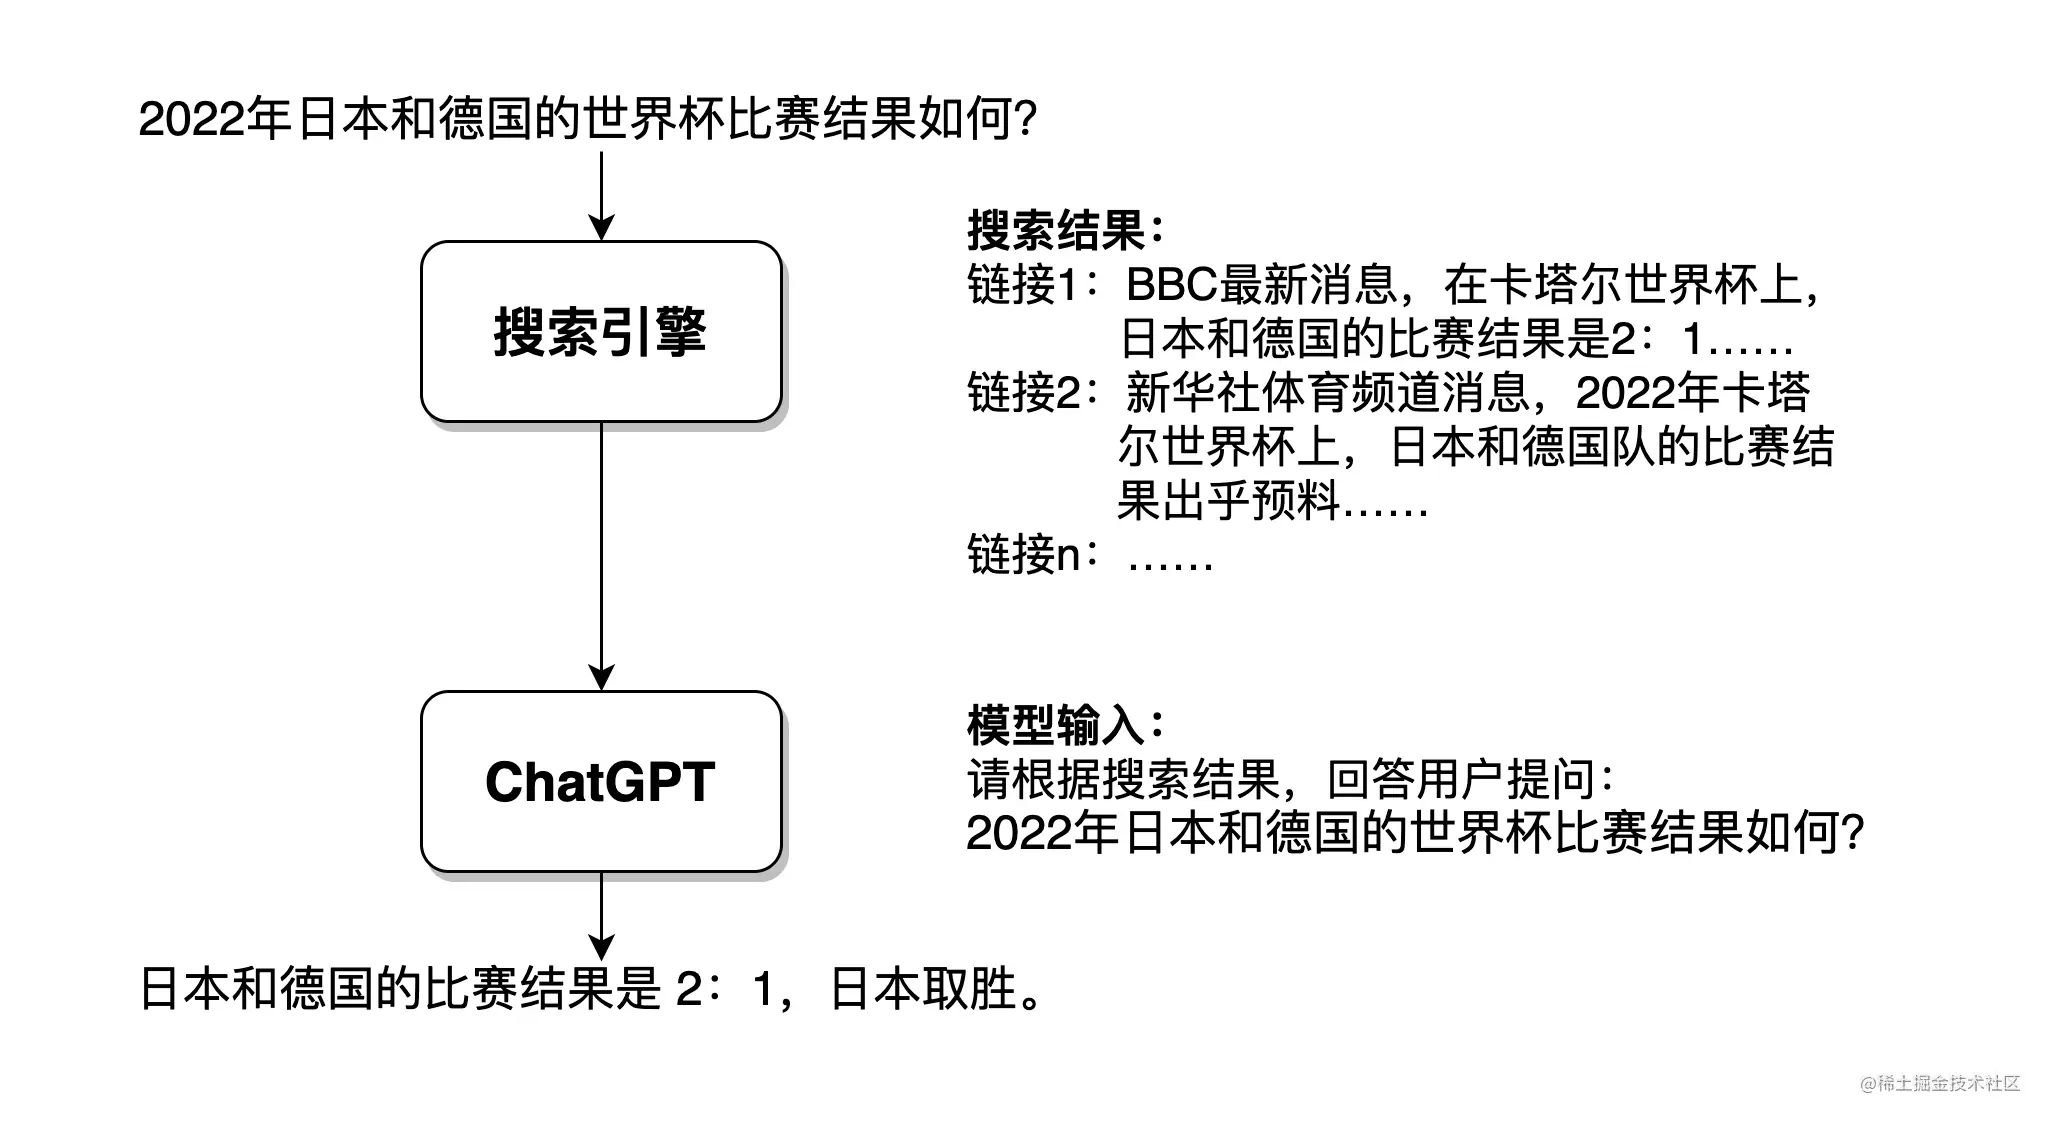 2022年日本和德国的世界杯比赛结果如何？
搜索引擎
搜索结果：
链接1：BBC最新消息，在卡塔尔世界杯上，
日本和德国的比赛结果是2：1……
链接2：新华社体育频道消息，2022年卡塔
尔世界杯上，日本和德国队的比赛结
果出乎预料……
链接n：……
ChatGPT
模型输入：
请根据搜索结果，回答用户提问：
2022年日本和德国的世界杯比赛结果如何？
日本和德国的比赛结果是 2：1，日本取胜。
@稀土掘金技术社区